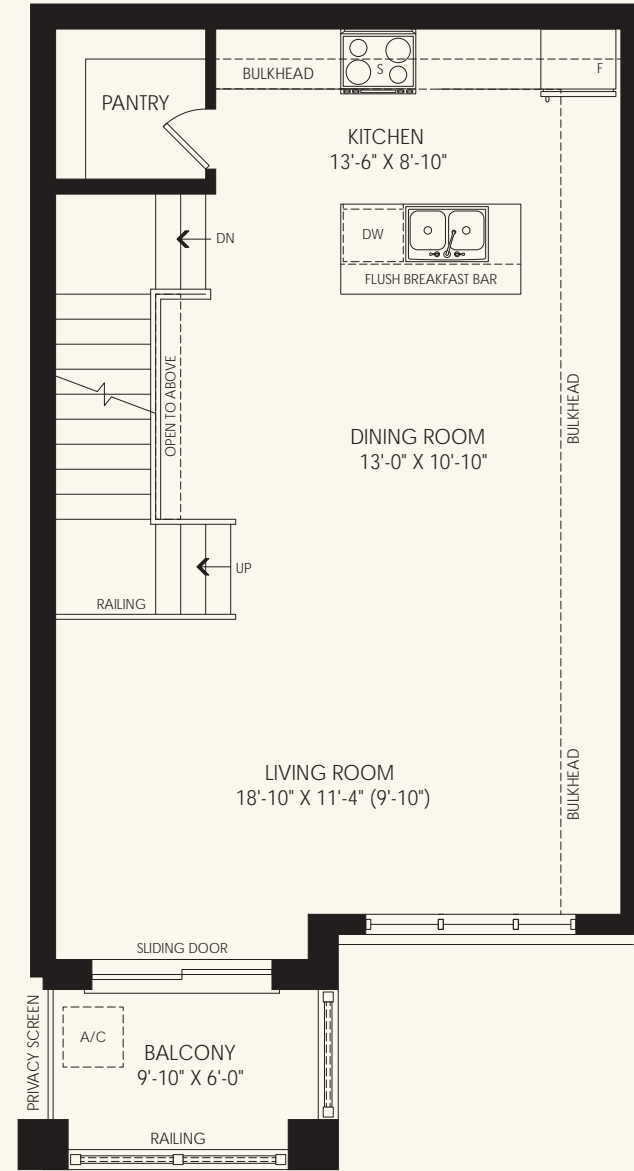 BULKHEAD
S
F
PANTRY
KITCHEN
13'-6" X 8'-10"
DN
DW
FLUSH BREAKFAST BAR
OPEN TO ABOVE
BULKHEAD
DINING ROOM
13'-0" X 10'-10"
UP
RAILING
LIVING ROOM
18'-10" X 11'-4" (9'-10")
BULKHEAD
SLIDING DOOR
PRIVACY SCREEN
A/C
BALCONY
9'-10" X 6'-0"
RAILING